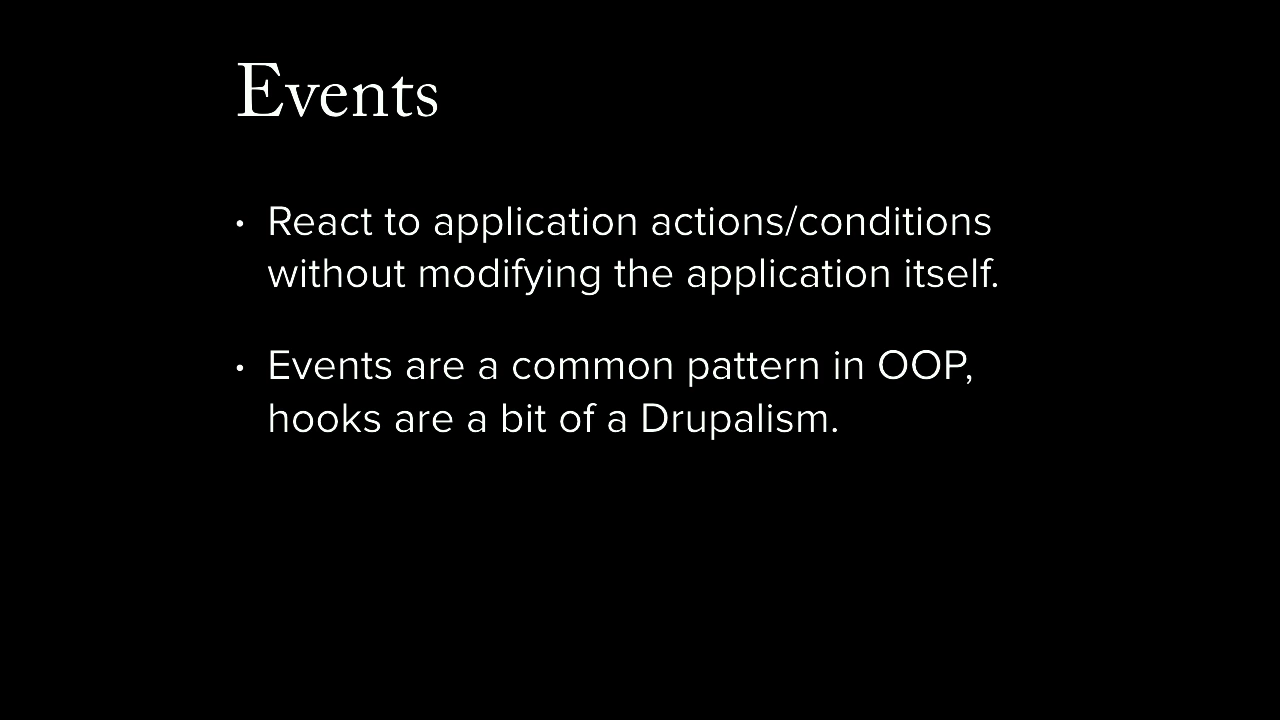 Events
• React to application actions/conditions
without modifying the application itself.
• Events are a common pattern in OOP,
hooks are a bit of a Drupalism.